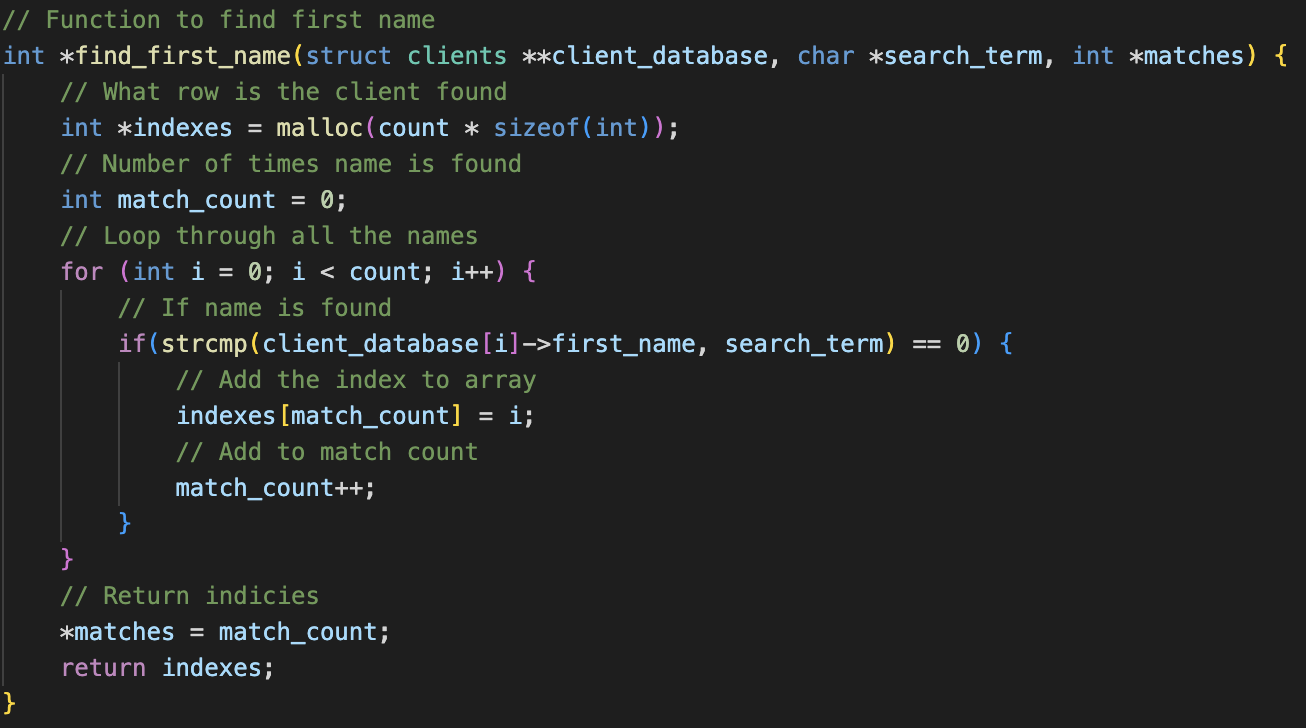 // Function to find first name
int *find_first_name(struct clients **client_database, char *search_term, int *matches) {
    // What row is the client found
    int *indexes = malloc(count * sizeof(int));
    // Number of times name is found
    int match_count = 0;
    // Loop through all the names
    for (int i = 0; i < count; i++) {
        // If name is found
        if(strcmp(client_database[i]->first_name, search_term) == 0) {
            // Add the index to array
            indexes[match_count] = i;
            // Add to match count
            match_count++;
        }
    }
    // Return indicies
    *matches = match_count;
    return indexes;
}